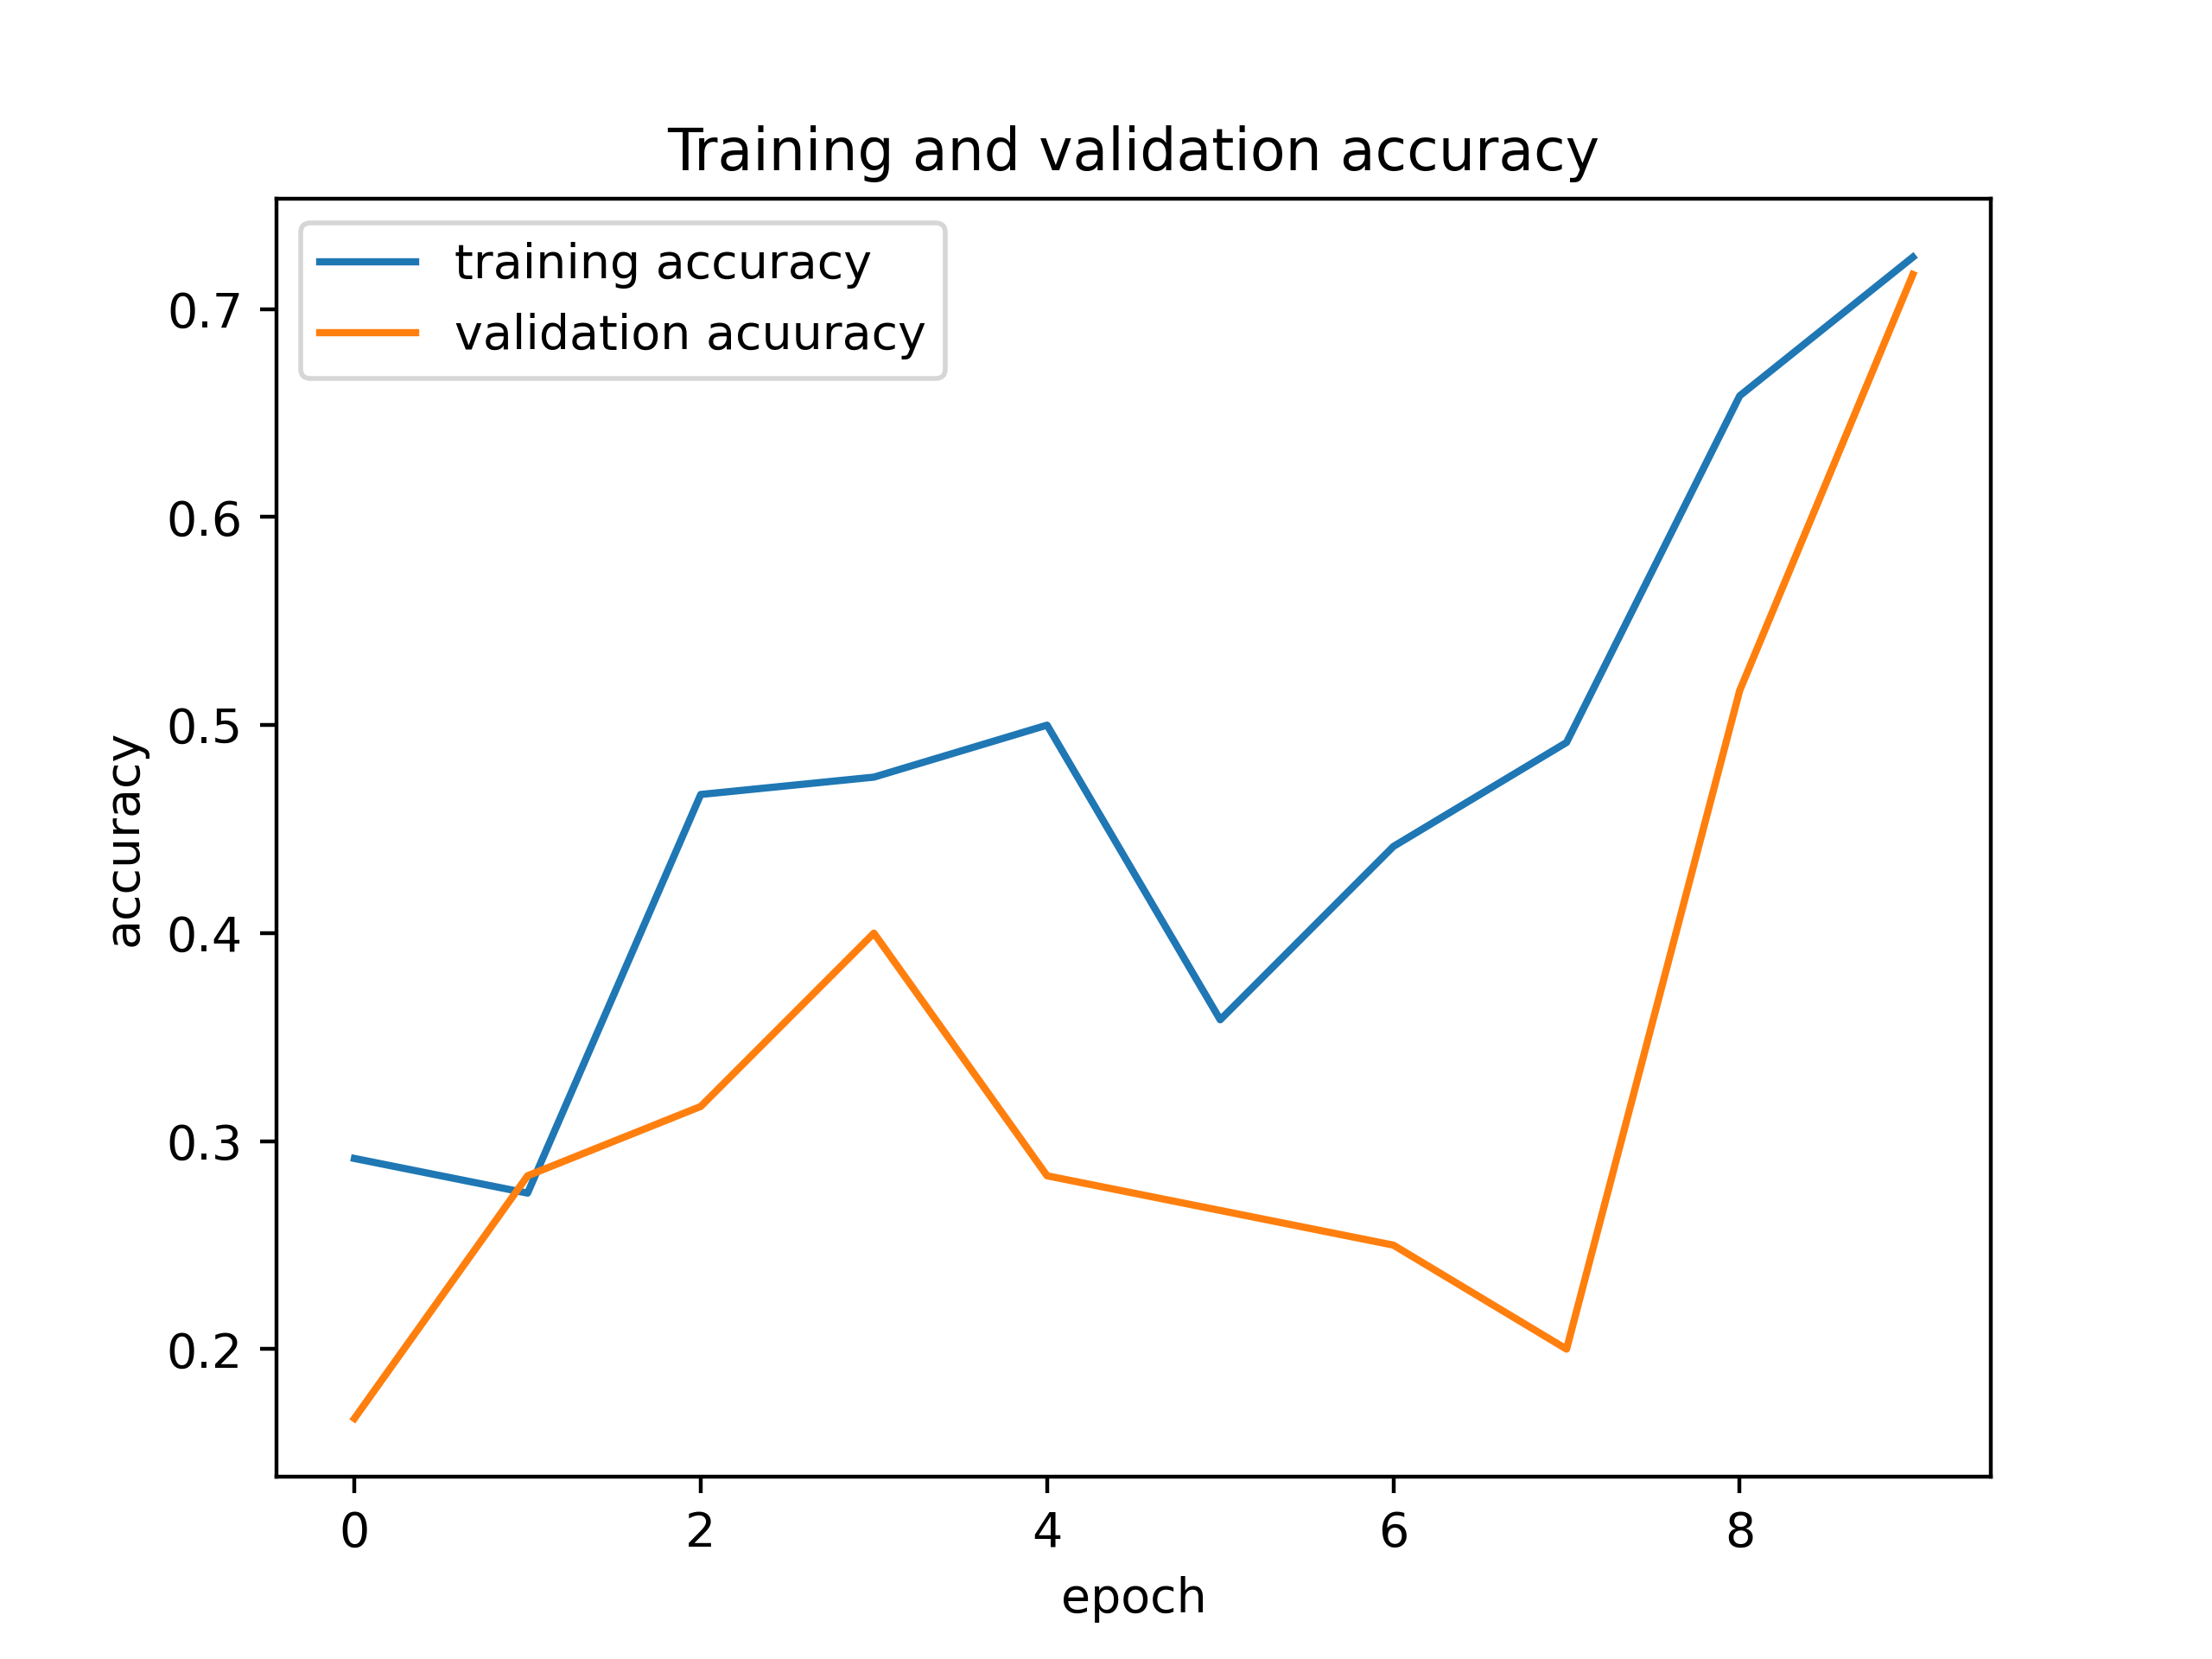 Training and validation accuracy
training accuracy
validation acuuracy
0.7
0.6
0.5
0.4
0.3
0.2
accuracy
0 2 4 6 8
epoch